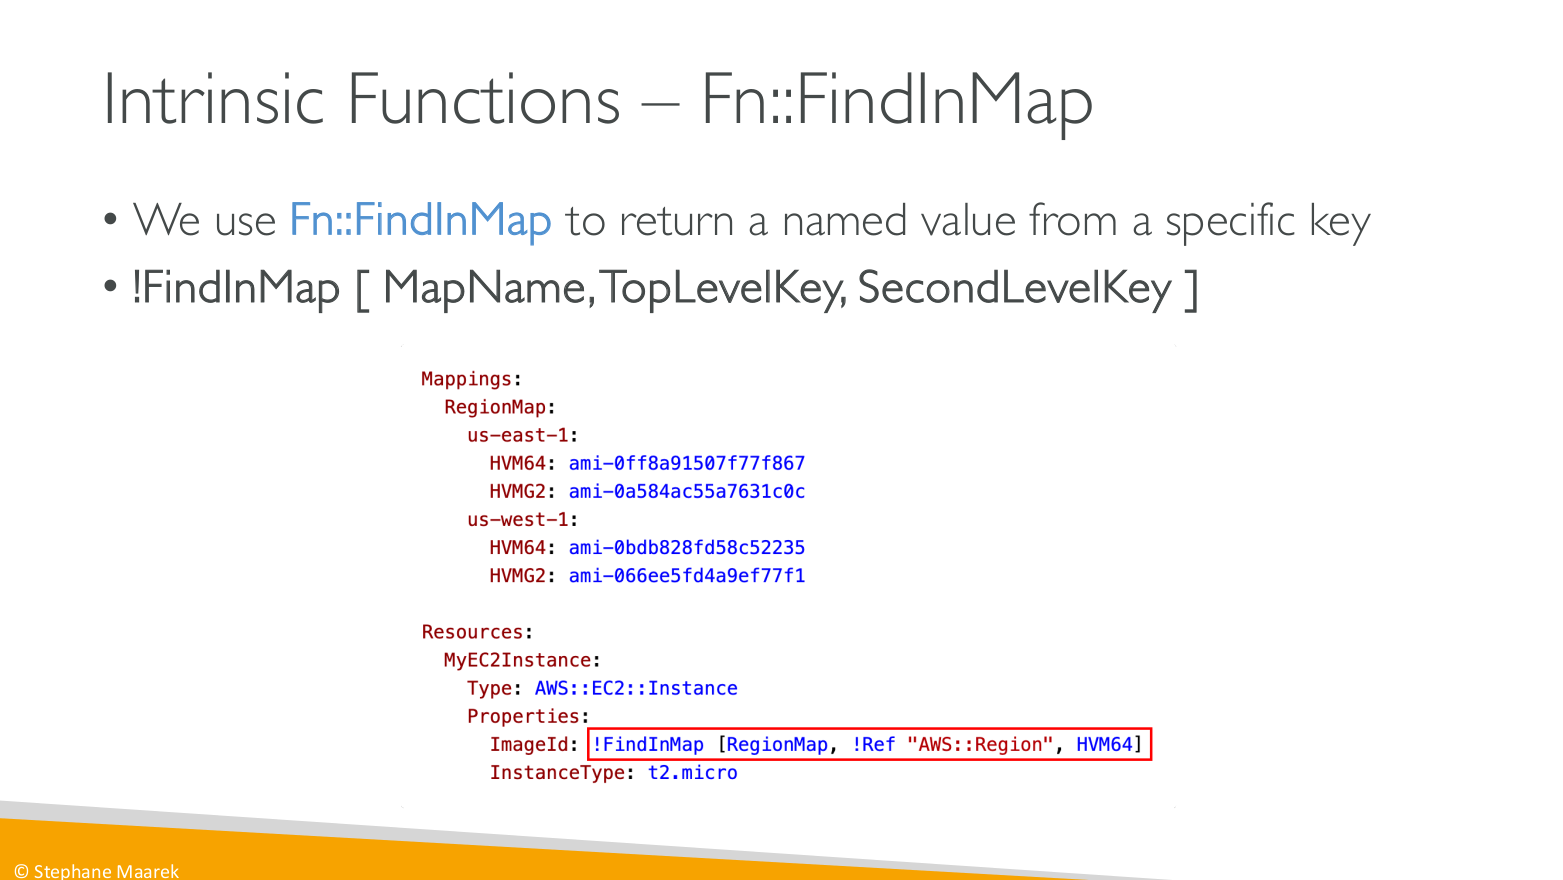 Intrinsic Functions – Fn::FindInMap
• We use Fn::FindInMap to return a named value from a specific key
• !FindInMap [ MapName, TopLevelKey, SecondLevelKey ]
Mappings:
  RegionMap:
    us-east-1:
      HVM64: ami-0ff8a91507f77f867
      HVMG2: ami-0a584ac55a7631c0c
    us-west-1:
      HVM64: ami-0bdb828fd58c52235
      HVMG2: ami-066ee5fd4a9ef77f1
Resources:
  MyEC2Instance:
    Type: AWS::EC2::Instance
    Properties:
      ImageId: !FindInMap [RegionMap, !Ref "AWS::Region", HVM64]
      InstanceType: t2.micro
© Stephane Maarek